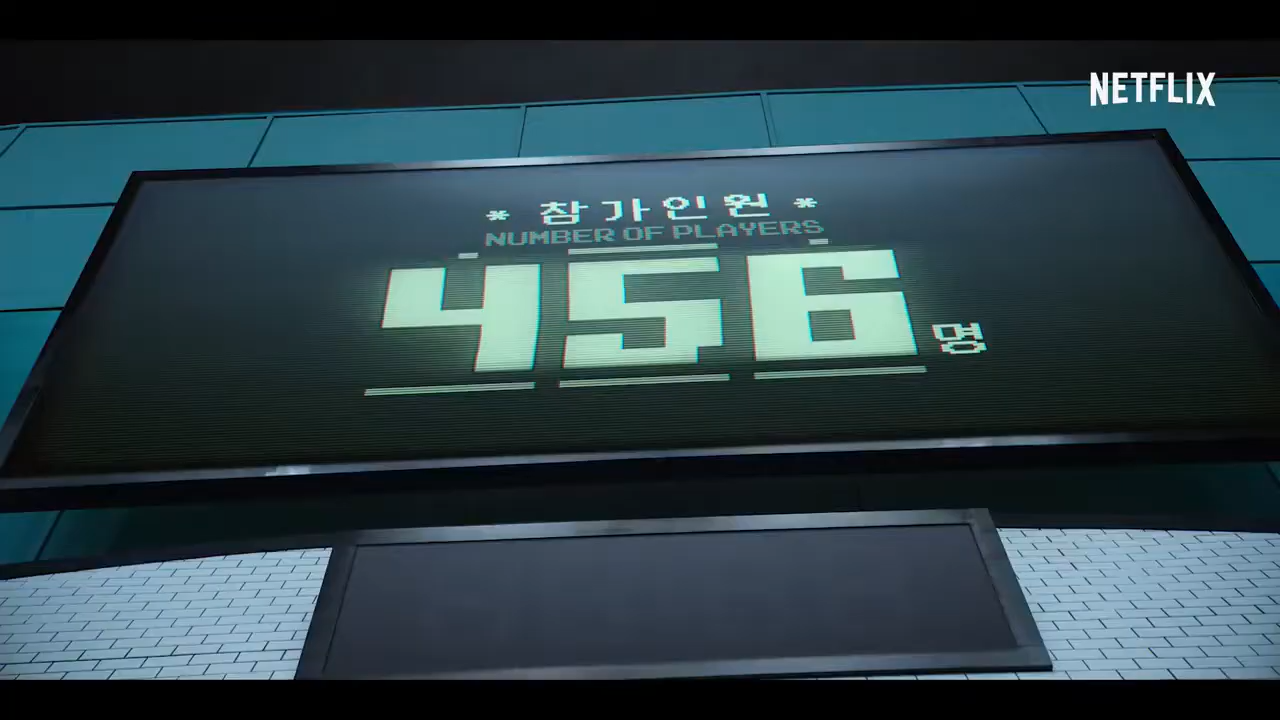 NETFLIX
* 참가인원 *
NUMBER OF PLAYERS
456 명